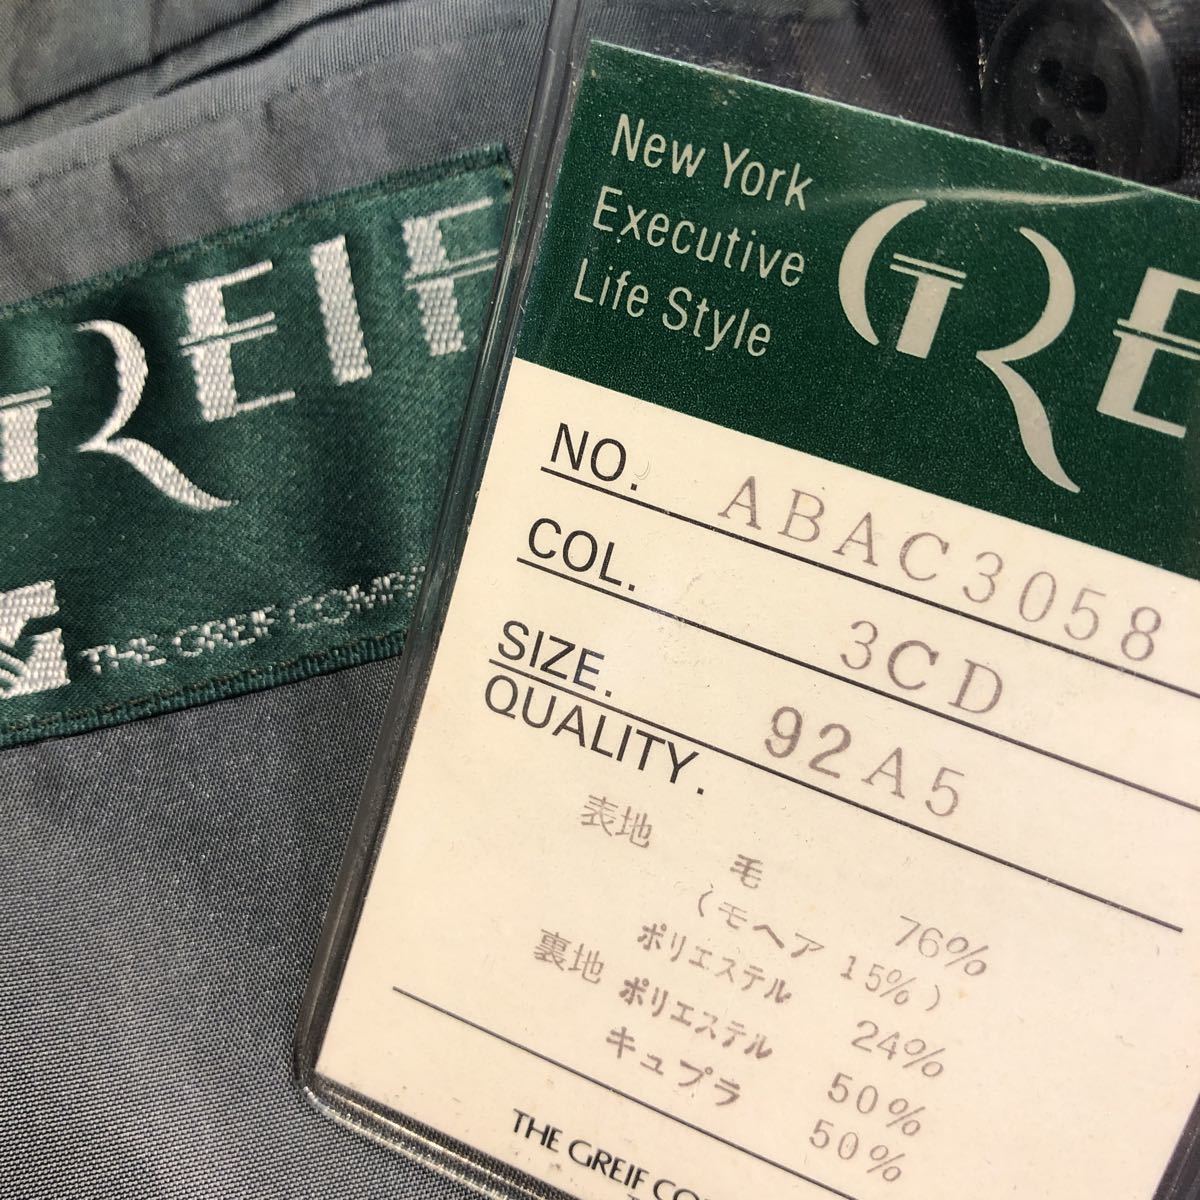 GREIF
THE GREIF
New York
Executive
Life Style
GRE
NO. ABAC3058
COL. 3CD
SIZE. 92A5
QUALITY.
表地 毛 76%
(モヘア 15%)
ポリエステル 24%
裏地 ポリエステル 50%
キュプラ 50%
THE GREIF CO